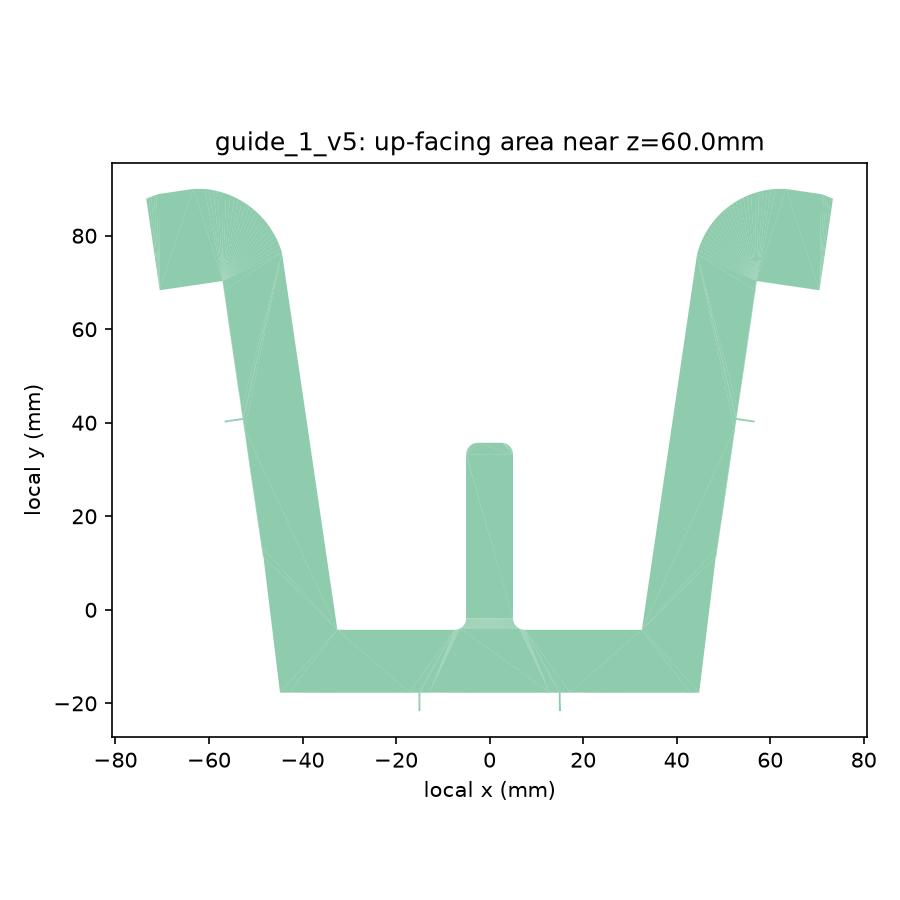 guide_1_v5: up-facing area near z=60.0mm
80
60
40
20
0
−20
local y (mm)
−80 −60 −40 −20 0 20 40 60 80
local x (mm)